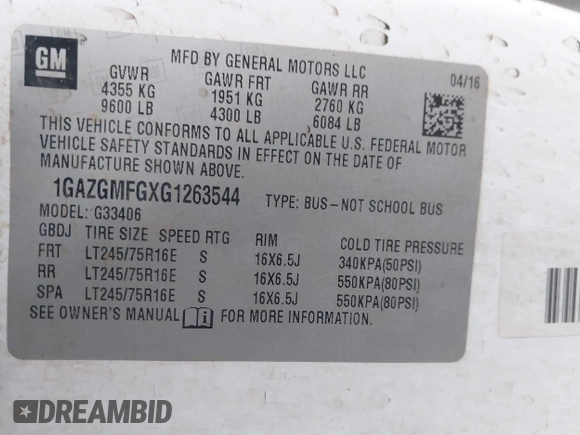 GM
MFD BY GENERAL MOTORS LLC
GVWR GAWR FRT GAWR RR 04/16
4355 KG 1951 KG 2760 KG
9600 LB 4300 LB 6084 LB
THIS VEHICLE CONFORMS TO ALL APPLICABLE U.S. FEDERAL MOTOR
VEHICLE SAFETY STANDARDS IN EFFECT ON THE DATE OF
MANUFACTURE SHOWN ABOVE.
1GAZGMFGXG1263544 TYPE: BUS–NOT SCHOOL BUS
MODEL: G33406
GBDJ TIRE SIZE SPEED RTG RIM COLD TIRE PRESSURE
FRT LT245/75R16E S 16X6.5J 340KPA(50PSI)
RR LT245/75R16E S 16X6.5J 550KPA(80PSI)
SPA LT245/75R16E S 16X6.5J 550KPA(80PSI)
SEE OWNER'S MANUAL i FOR MORE INFORMATION.
DREAMBID